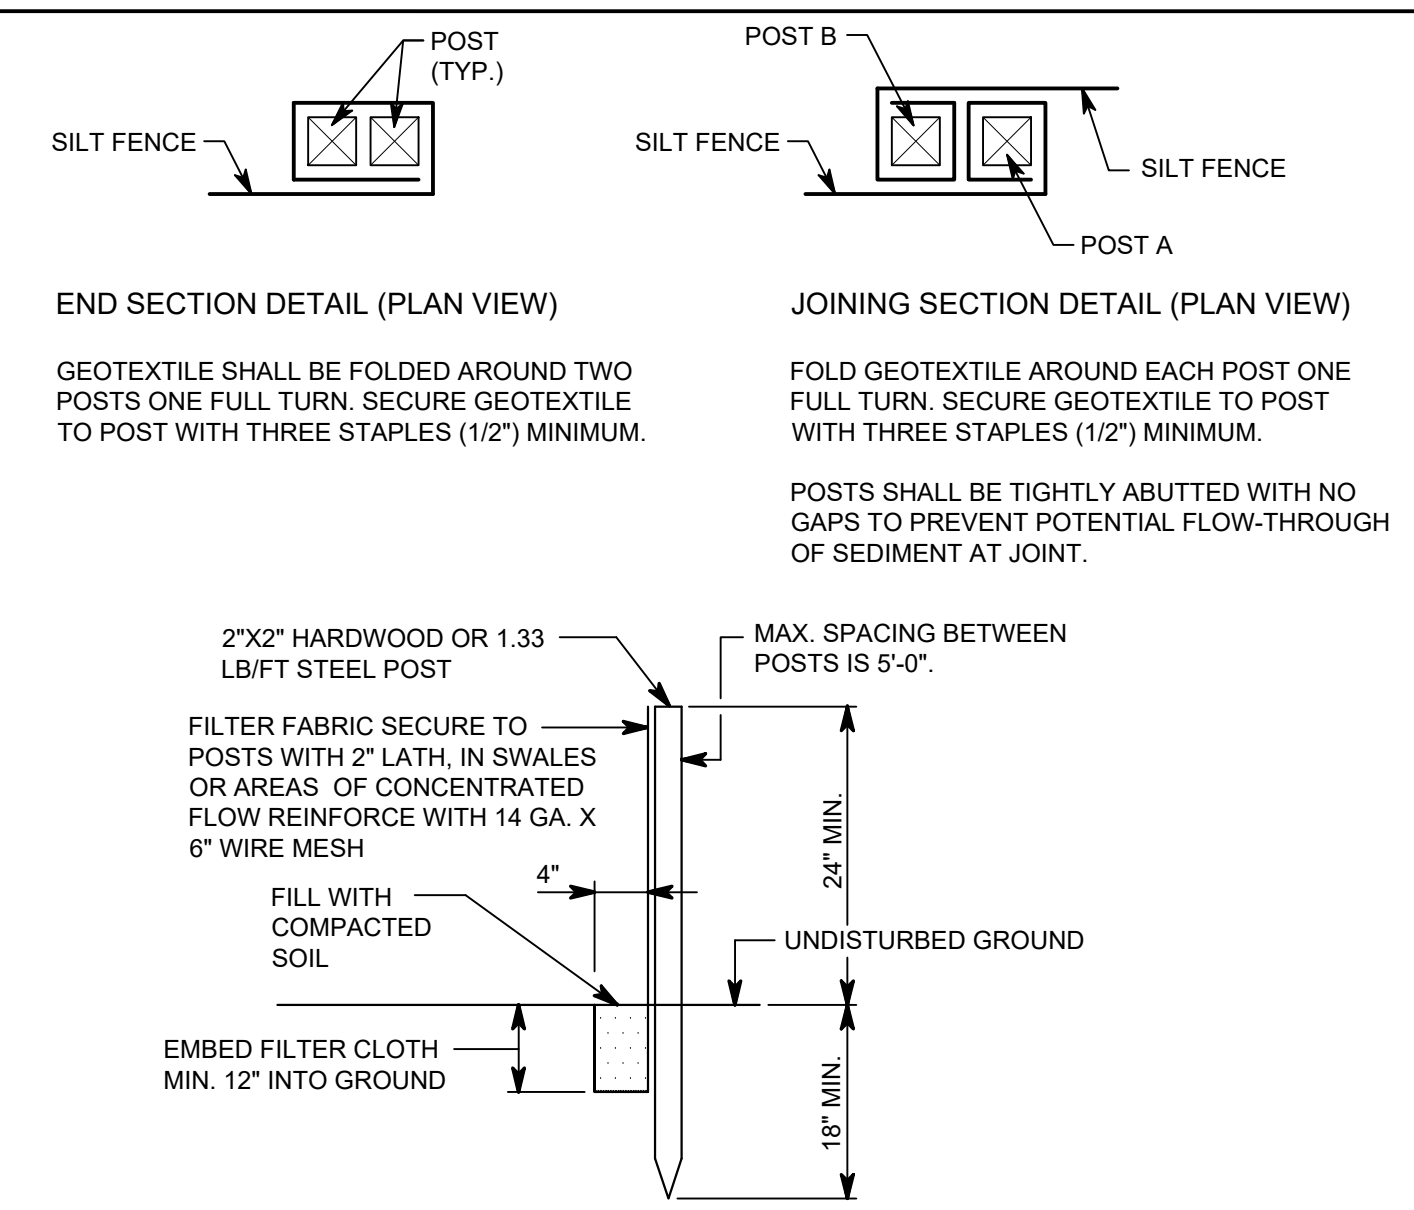 POST
(TYP.)
SILT FENCE
POST B
SILT FENCE
SILT FENCE
POST A
END SECTION DETAIL (PLAN VIEW)
GEOTEXTILE SHALL BE FOLDED AROUND TWO
POSTS ONE FULL TURN. SECURE GEOTEXTILE
TO POST WITH THREE STAPLES (1/2") MINIMUM.
JOINING SECTION DETAIL (PLAN VIEW)
FOLD GEOTEXTILE AROUND EACH POST ONE
FULL TURN. SECURE GEOTEXTILE TO POST
WITH THREE STAPLES (1/2") MINIMUM.
POSTS SHALL BE TIGHTLY ABUTTED WITH NO
GAPS TO PREVENT POTENTIAL FLOW-THROUGH
OF SEDIMENT AT JOINT.
2"X2" HARDWOOD OR 1.33
LB/FT STEEL POST
MAX. SPACING BETWEEN
POSTS IS 5'-0".
FILTER FABRIC SECURE TO
POSTS WITH 2" LATH, IN SWALES
OR AREAS OF CONCENTRATED
FLOW REINFORCE WITH 14 GA. X
6" WIRE MESH
4"
24" MIN.
FILL WITH
COMPACTED
SOIL
UNDISTURBED GROUND
EMBED FILTER CLOTH
MIN. 12" INTO GROUND
18" MIN.